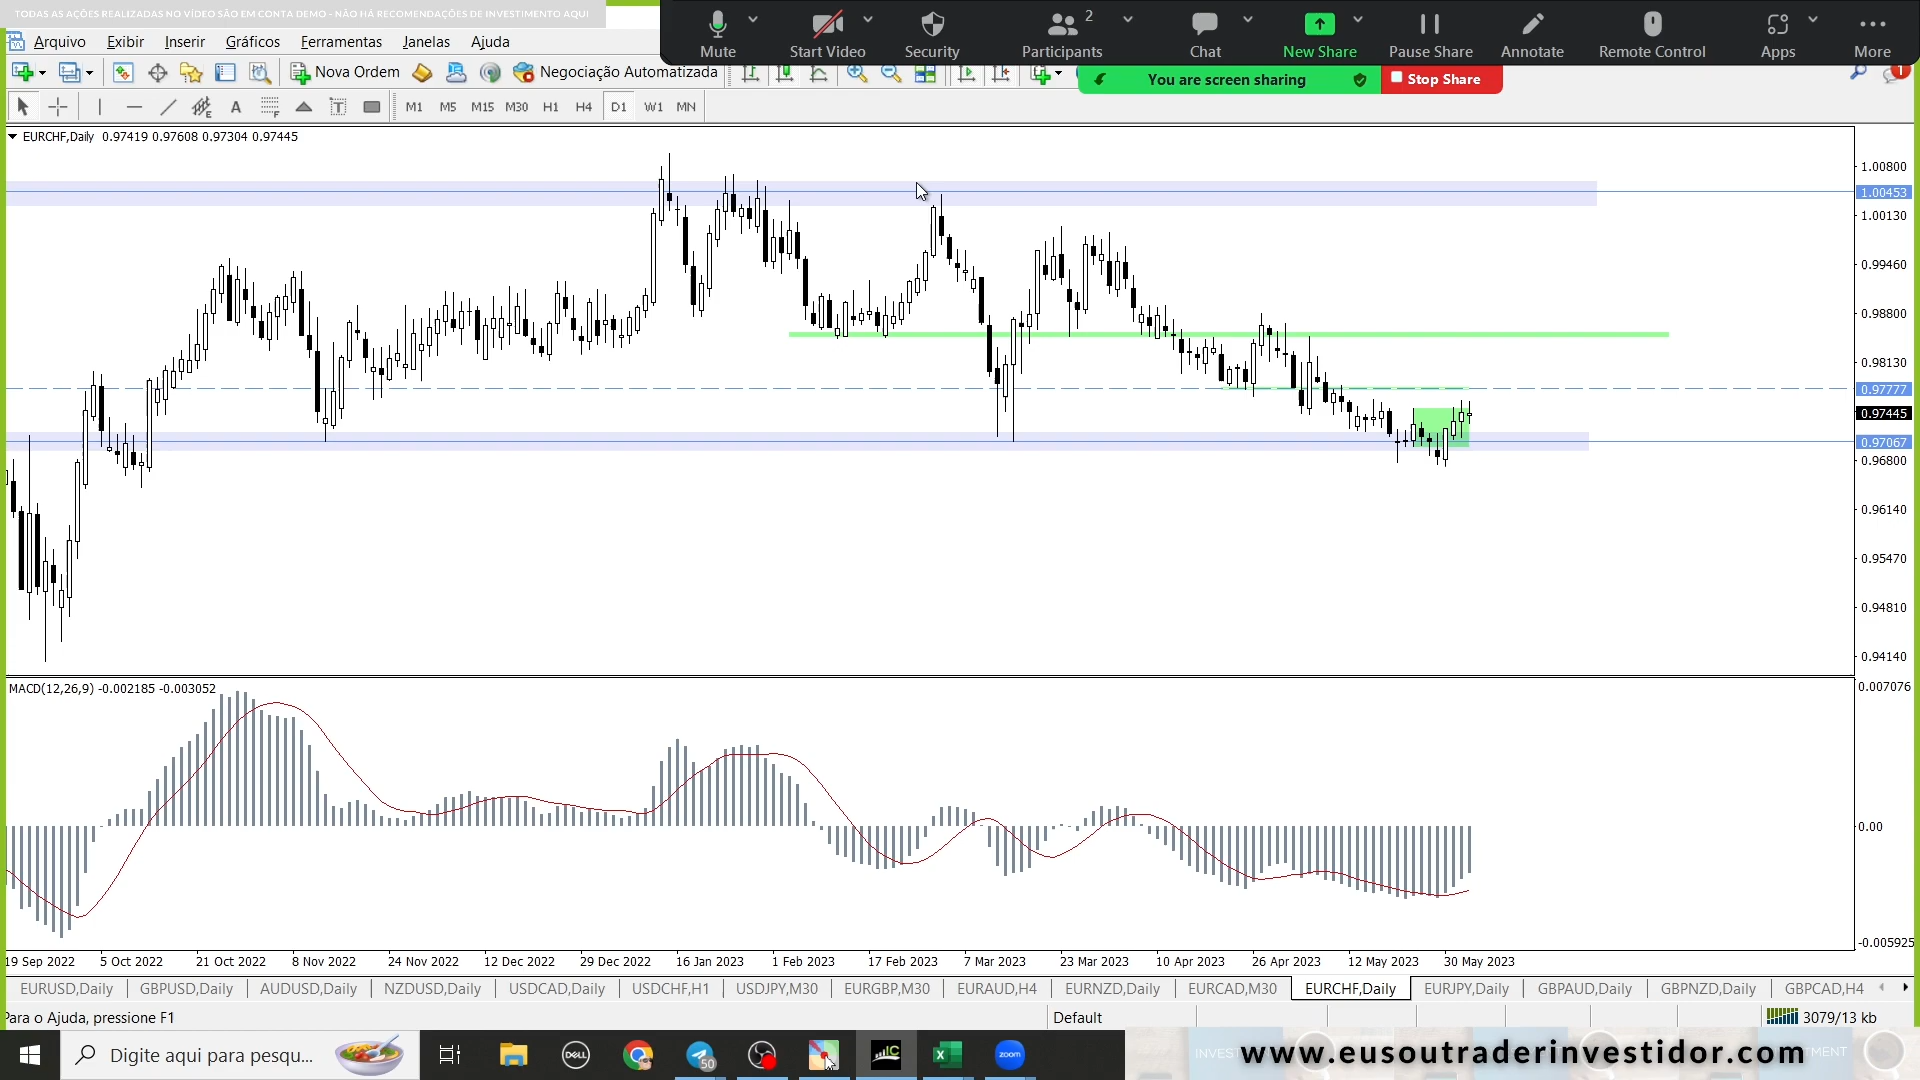 TODAS AS AÇÕES REALIZADAS NO VÍDEO SÃO EM CONTA DEMO - NÃO HÁ RECOMENDAÇÕES DE INVESTIMENTO AQUI
2
Mute Start Video Security Participants Chat New Share Pause Share Annotate Remote Control Apps More
You are screen sharing Stop Share
1
Arquivo Exibir Inserir Gráficos Ferramentas Janelas Ajuda
Nova Ordem Negociação Automatizada
A T M1 M5 M15 M30 H1 H4 D1 W1 MN
EURCHF,Daily 0.97419 0.97608 0.97304 0.97445
1.00800
1.00453
1.00130
0.99460
0.98800
0.98130
0.97777
0.97445
0.97067
0.96800
0.96140
0.95470
0.94810
0.94140
MACD(12,26,9) -0.002185 -0.003052
0.007076
0.00
-0.005925
19 Sep 2022 5 Oct 2022 21 Oct 2022 8 Nov 2022 24 Nov 2022 12 Dec 2022 29 Dec 2022 16 Jan 2023 1 Feb 2023 17 Feb 2023 7 Mar 2023 23 Mar 2023 10 Apr 2023 26 Apr 2023 12 May 2023 30 May 2023
EURUSD,Daily GBPUSD,Daily AUDUSD,Daily NZDUSD,Daily USDCAD,Daily USDCHF,H1 USDJPY,M30 EURGBP,M30 EURAUD,H4 EURNZD,Daily EURCAD,M30 EURCHF,Daily EURJPY,Daily GBPAUD,Daily GBPNZD,Daily GBPCAD,H4
Para o Ajuda, pressione F1 Default 3079/13 kb
Digite aqui para pesqu... DELL 50 IC zoom www.eusoutraderinvestidor.com